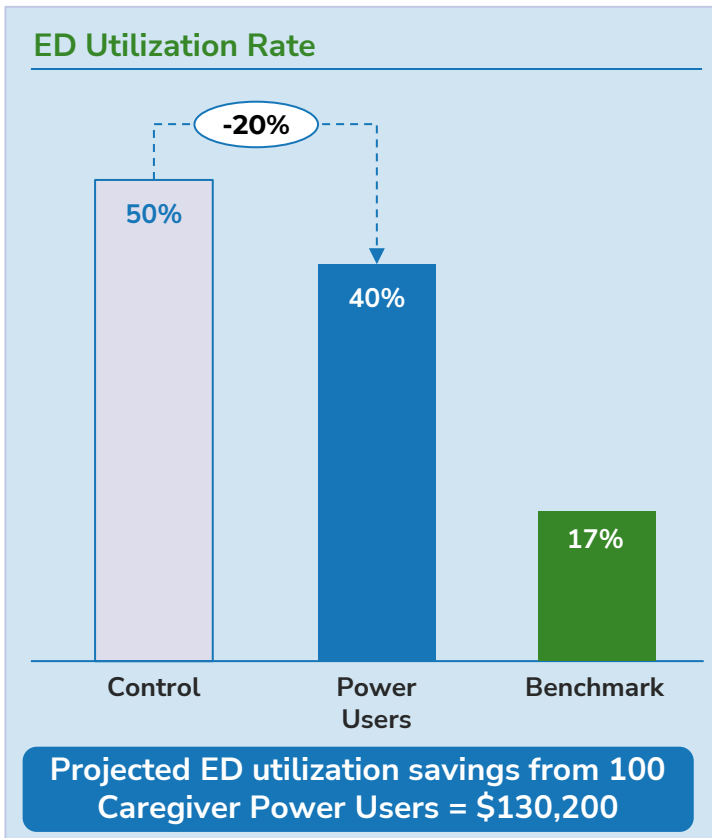 ED Utilization Rate
-20%
50%
40%
17%
Control
Power
Users
Benchmark
Projected ED utilization savings from 100
Caregiver Power Users = $130,200